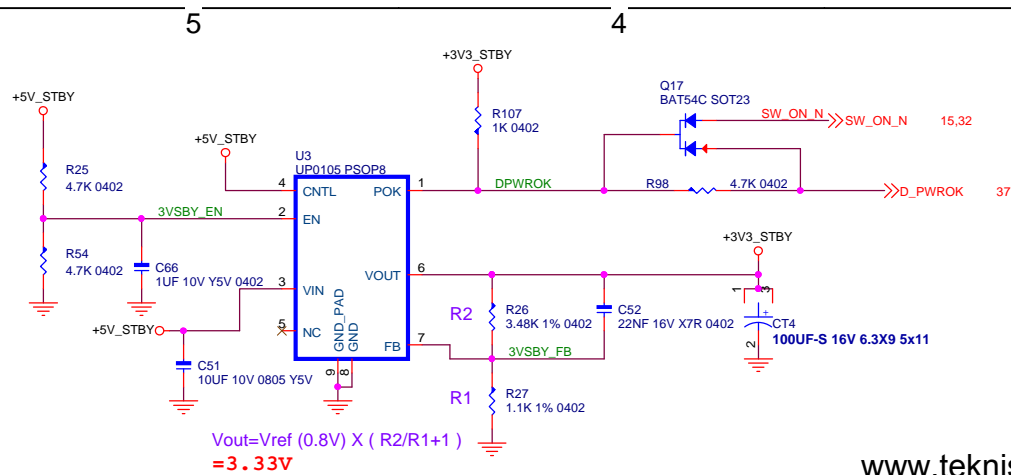 5
4
+3V3_STBY
Q17
BAT54C SOT23
+5V_STBY
R107
1K 0402
SW_ON_N
SW_ON_N 15,32
+5V_STBY
U3
UP0105 PSOP8
R25
4.7K 0402
4 CNTL
POK 1
DPWROK
R98
4.7K 0402
D_PWROK 37
3VSBY_EN
2 EN
+3V3_STBY
R54
4.7K 0402
C66
1UF 10V Y5V 0402
VOUT 6
3 VIN
R2
R26
3.48K 1% 0402
C52
22NF 16V X7R 0402
1
3
+
CT4
100UF-S 16V 6.3X9 5x11
2
+5V_STBY
5 NC
GND_PAD
GND
FB 7
3VSBY_FB
C51
10UF 10V 0805 Y5V
9
8
R1
R27
1.1K 1% 0402
Vout=Vref (0.8V) X ( R2/R1+1 )
=3.33V
www.teknis